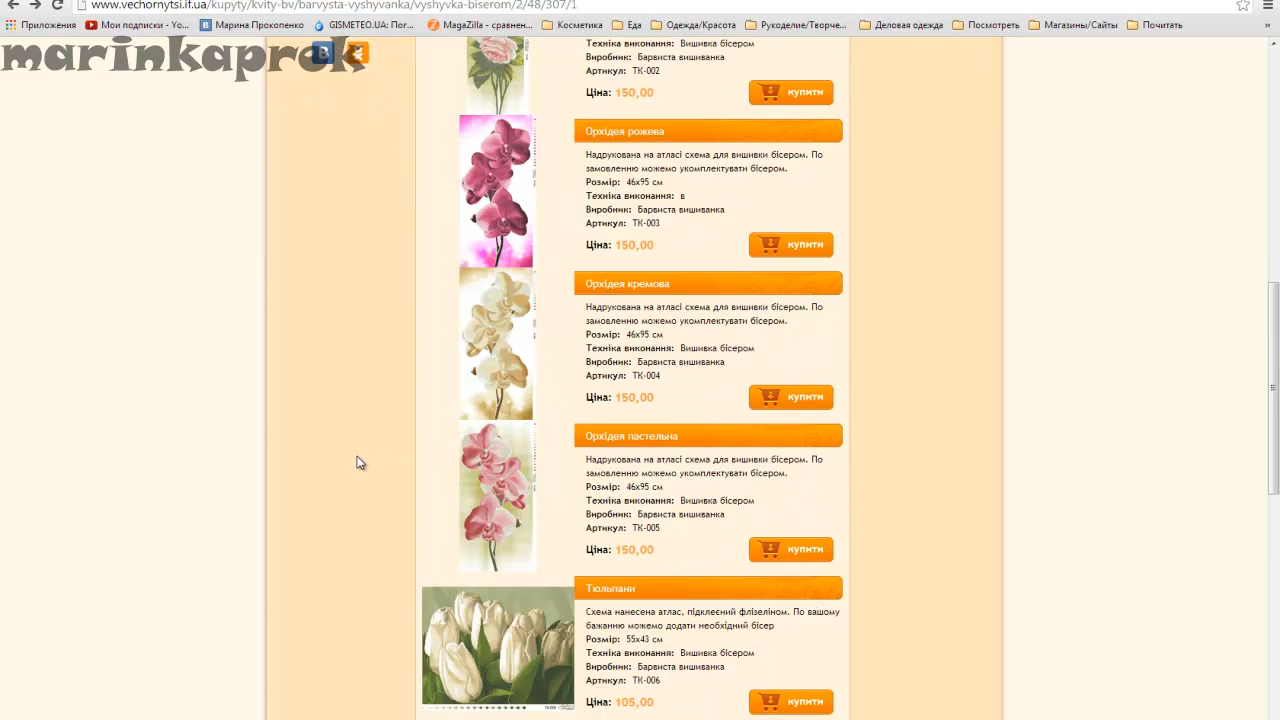 www.vechornytsi.if.ua/kupyty/kvity-bv/barvysta-vyshyvanka/vyshyvka-biserom/2/48/307/1
Приложения Мои подписки - Yo... Марина Прокопенко GISMETEO.UA: Пог... MagaZilla - сравнен... Косметика Еда Одежда/Красота Рукоделие/Творче... Деловая одежда Посмотреть Магазины/Сайты Почитать »
marinkaprok
Техніка виконання: Вишивка бісером
Виробник: Барвиста вишиванка
Артикул: ТК-002
Ціна: 150,00 купити
Орхідея рожева
Надрукована на атласі схема для вишивки бісером. По
замовленню можемо укомплектувати бісером.
Розмір: 46х95 см
Техніка виконання: в
Виробник: Барвиста вишиванка
Артикул: ТК-003
Ціна: 150,00 купити
Орхідея кремова
Надрукована на атласі схема для вишивки бісером. По
замовленню можемо укомплектувати бісером.
Розмір: 46х95 см
Техніка виконання: Вишивка бісером
Виробник: Барвиста вишиванка
Артикул: ТК-004
Ціна: 150,00 купити
Орхідея пастельна
Надрукована на атласі схема для вишивки бісером. По
замовленню можемо укомплектувати бісером.
Розмір: 46х95 см
Техніка виконання: Вишивка бісером
Виробник: Барвиста вишиванка
Артикул: ТК-005
Ціна: 150,00 купити
Тюльпани
Схема нанесена атлас, підклеєний флізеліном. По вашому
бажанню можемо додати необхідний бісер
Розмір: 55х43 см
Техніка виконання: Вишивка бісером
Виробник: Барвиста вишиванка
Артикул: ТК-006
Ціна: 105,00 купити